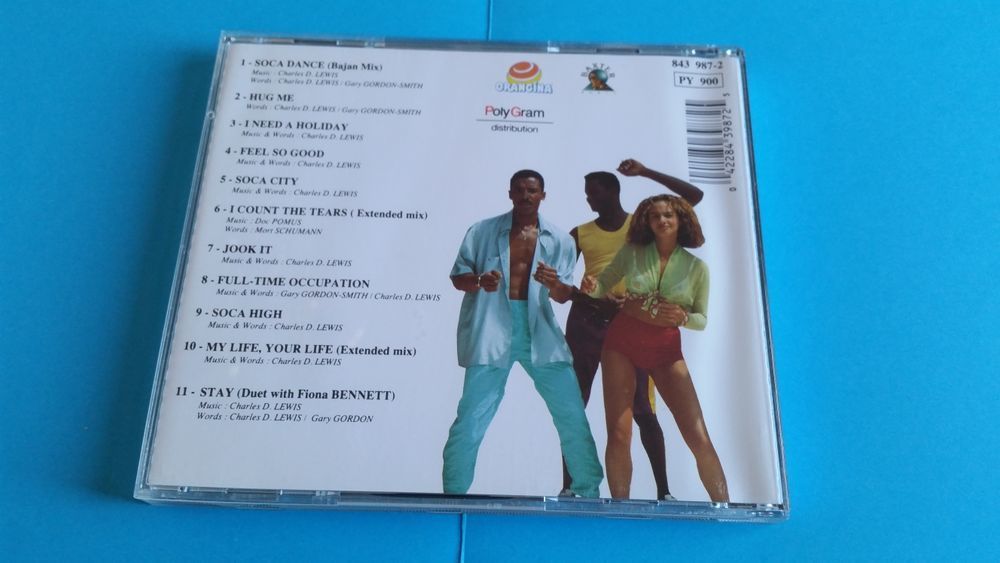 1 - SOCA DANCE (Bajan Mix)
Music : Charles D. LEWIS
Words : Charles D. LEWIS / Gary GORDON-SMITH
2 - HUG ME
Words : Charles D. LEWIS / Gary GORDON-SMITH
3 - I NEED A HOLIDAY
Music & Words : Charles D. LEWIS
4 - FEEL SO GOOD
Music & Words : Charles D. LEWIS
5 - SOCA CITY
Music & Words : Charles D. LEWIS
6 - I COUNT THE TEARS ( Extended mix)
Music : Doc POMUS
Words : Mort SCHUMANN
7 - JOOK IT
Music & Words : Charles D. LEWIS
8 - FULL-TIME OCCUPATION
Music & Words : Gary GORDON-SMITH / Charles D. LEWIS
9 - SOCA HIGH
Music & Words : Charles D. LEWIS
10 - MY LIFE, YOUR LIFE (Extended mix)
Music & Words : Charles D. LEWIS
11 - STAY (Duet with Fiona BENNETT)
Music : Charles D. LEWIS
Words : Charles D. LEWIS / Gary GORDON
ORANGINA
PolyGram
distribution
843 987-2
PY 900
0 42284 39872 5